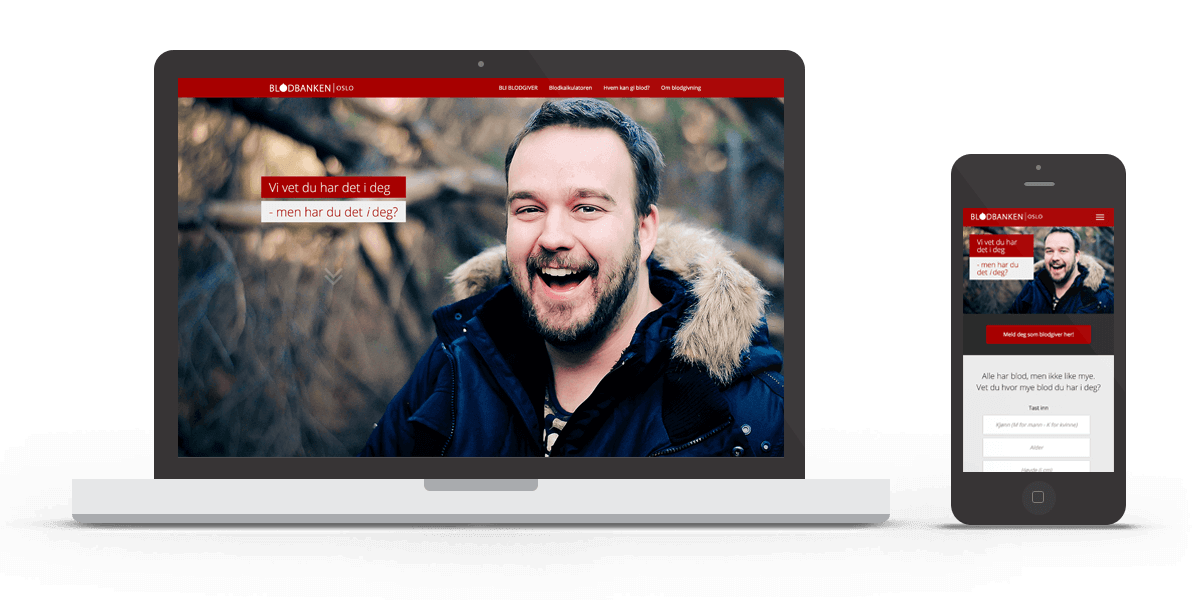 BLODBANKEN | OSLO
BLI BLODGIVER Blodkalkulatoren Hvem kan gi blod? Om blodgivning
Vi vet du har det i deg
- men har du det i deg?
BLODBANKEN | OSLO
Vi vet du har
det i deg
- men har du
det i deg?
Meld deg som blodgiver her!
Alle har blod, men ikke like mye.
Vet du hvor mye blod du har i deg?
Tast inn
Kjønn (M for mann - K for kvinne)
Alder